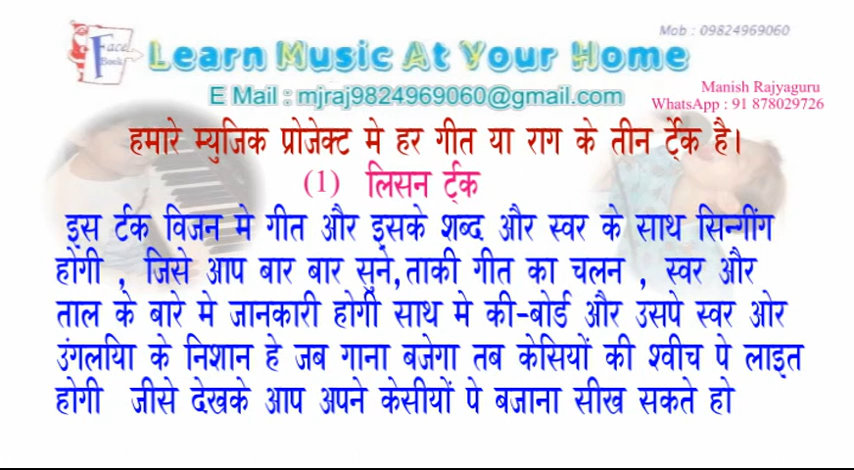 Mob : 09824969060
Face Book
Learn Music At Your Home
Manish Rajyaguru
E Mail : mjraj9824969060@gmail.com
WhatsApp : 91 878029726
हमारे म्युजिक प्रोजेक्ट मे हर गीत या राग के तीन टे्क है।
(1) लिसन ट्रेक
इस टर्क विजन मे गीत और इसके शब्द और स्वर के साथ सिन्गींग
होगी , जिसे आप बार बार सुने,ताकी गीत का चलन , स्वर और
ताल के बारे मे जानकारी होगी साथ मे की-बोर्ड और उसपे स्वर ओर
उंगलयिा के निशान हे जब गाना बजेगा तब केसियों की श्वीच पे लाइत
होगी जीसे देखके आप अपने केसीयों पे बजाना सीख सकते हो